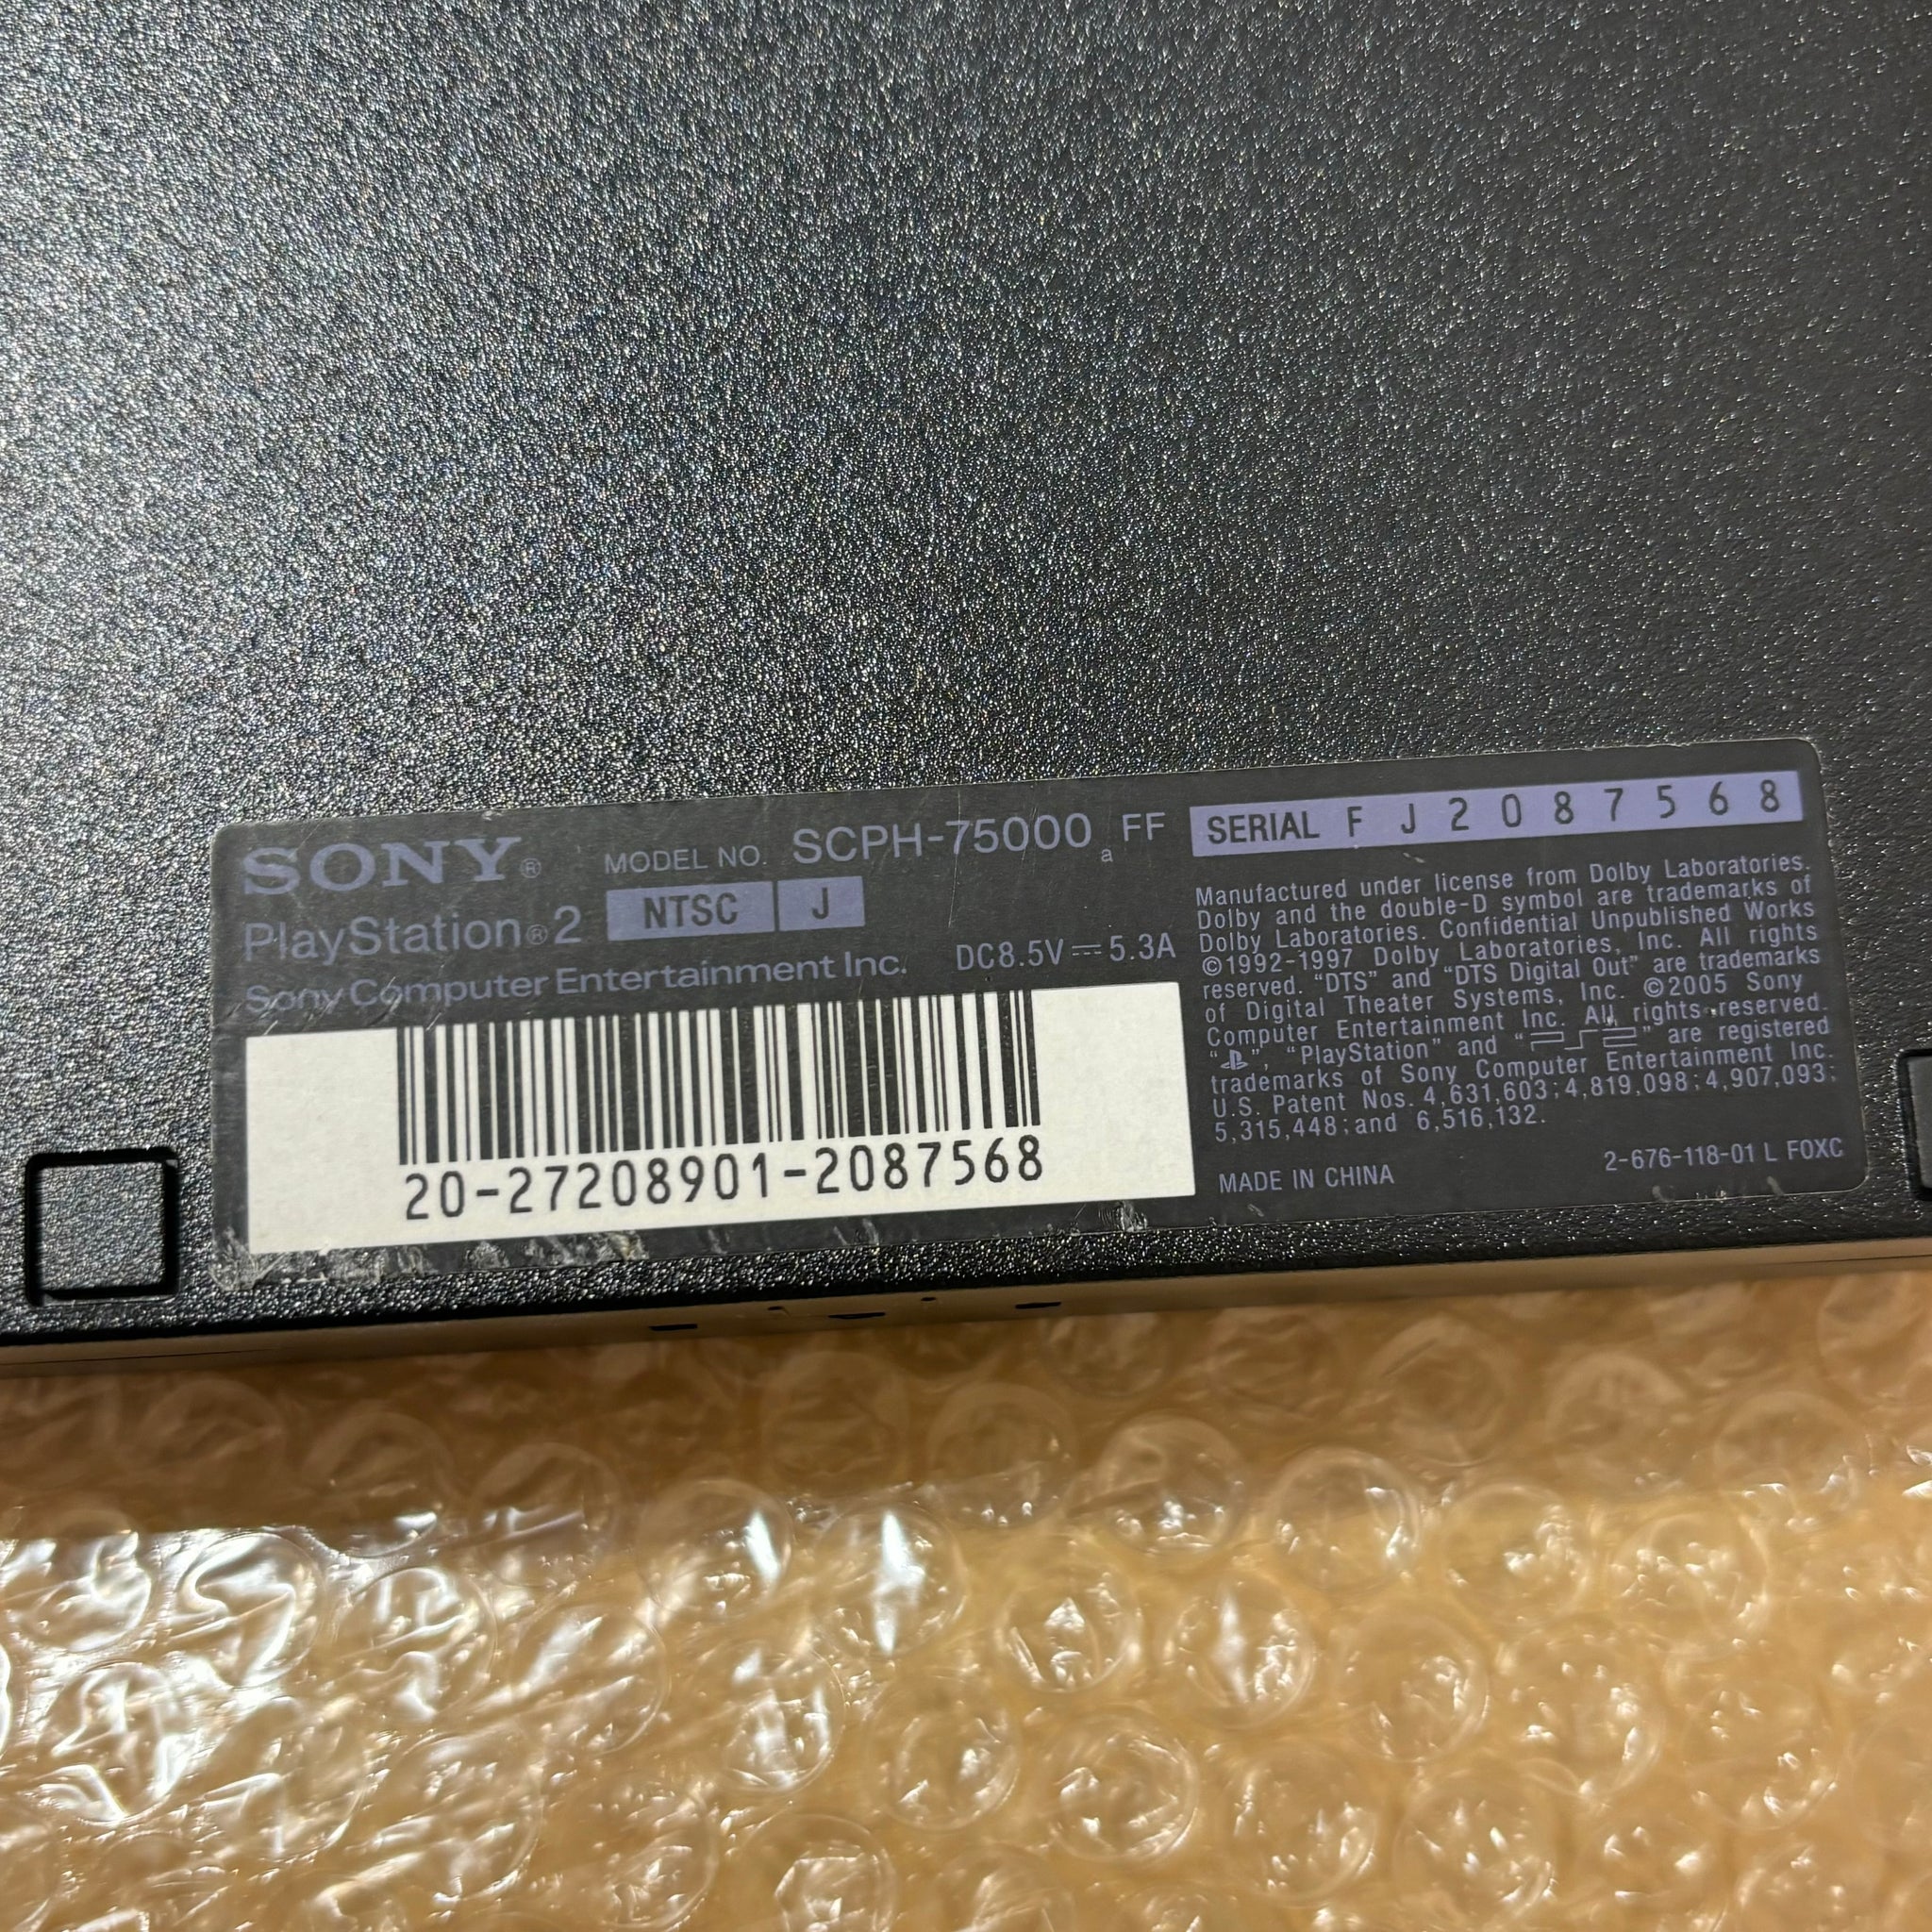 SONY®
MODEL NO. SCPH-75000 a FF
PlayStation®2
NTSC J
Sony Computer Entertainment Inc.
DC8.5V⎓5.3A
20-27208901-2087568
SERIAL F J 2 0 8 7 5 6 8
Manufactured under license from Dolby Laboratories.
Dolby and the double-D symbol are trademarks of
Dolby Laboratories. Confidential Unpublished Works
©1992-1997 Dolby Laboratories, Inc. All rights
reserved. “DTS” and “DTS Digital Out” are trademarks
of Digital Theater Systems, Inc. ©2005 Sony
Computer Entertainment Inc. All rights reserved.
“ ”, “PlayStation” and “ ” are registered
trademarks of Sony Computer Entertainment Inc.
U.S. Patent Nos. 4,631,603;4,819,098;4,907,093;
5,315,448;and 6,516,132.
MADE IN CHINA
2-676-118-01 L FOXC